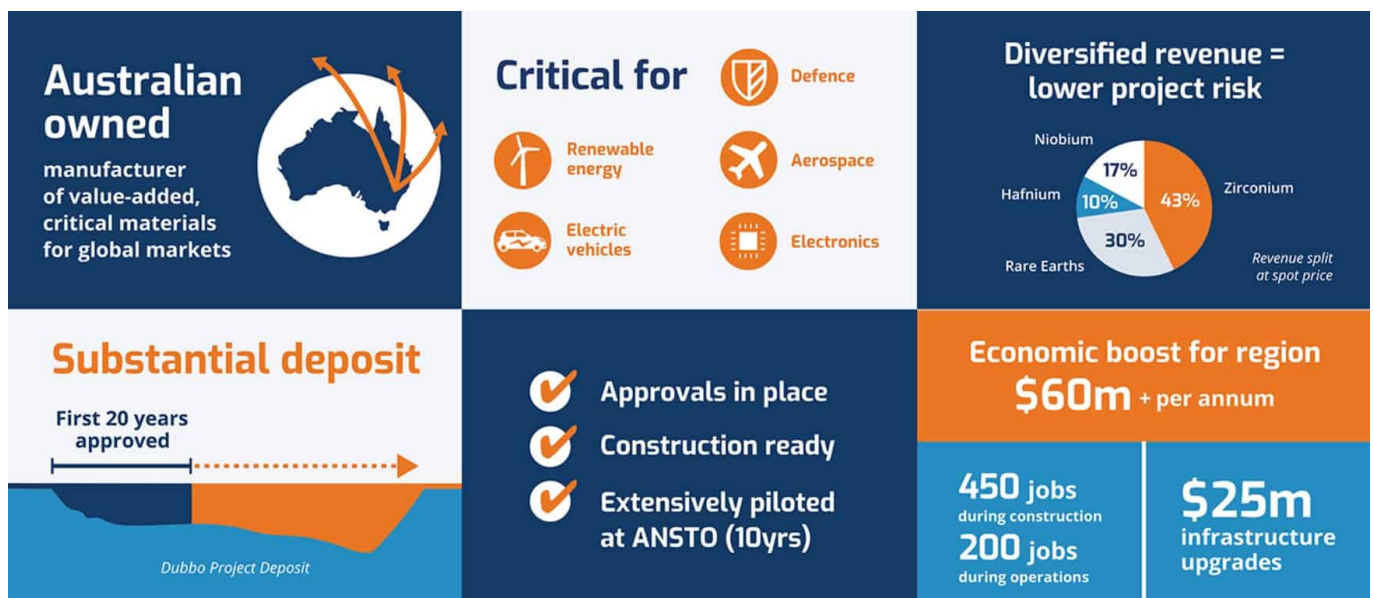 Australian
owned
manufacturer
of value-added,
critical materials
for global markets
Critical for
Defence
Renewable
energy
Aerospace
Electric
vehicles
Electronics
Diversified revenue =
lower project risk
Niobium
17%
Hafnium
10%
43%
Zirconium
30%
Rare Earths
Revenue split
at spot price
Substantial deposit
First 20 years
approved
Dubbo Project Deposit
Approvals in place
Construction ready
Extensively piloted
at ANSTO (10yrs)
Economic boost for region
$60m + per annum
450 jobs
during construction
200 jobs
during operations
$25m
infrastructure
upgrades